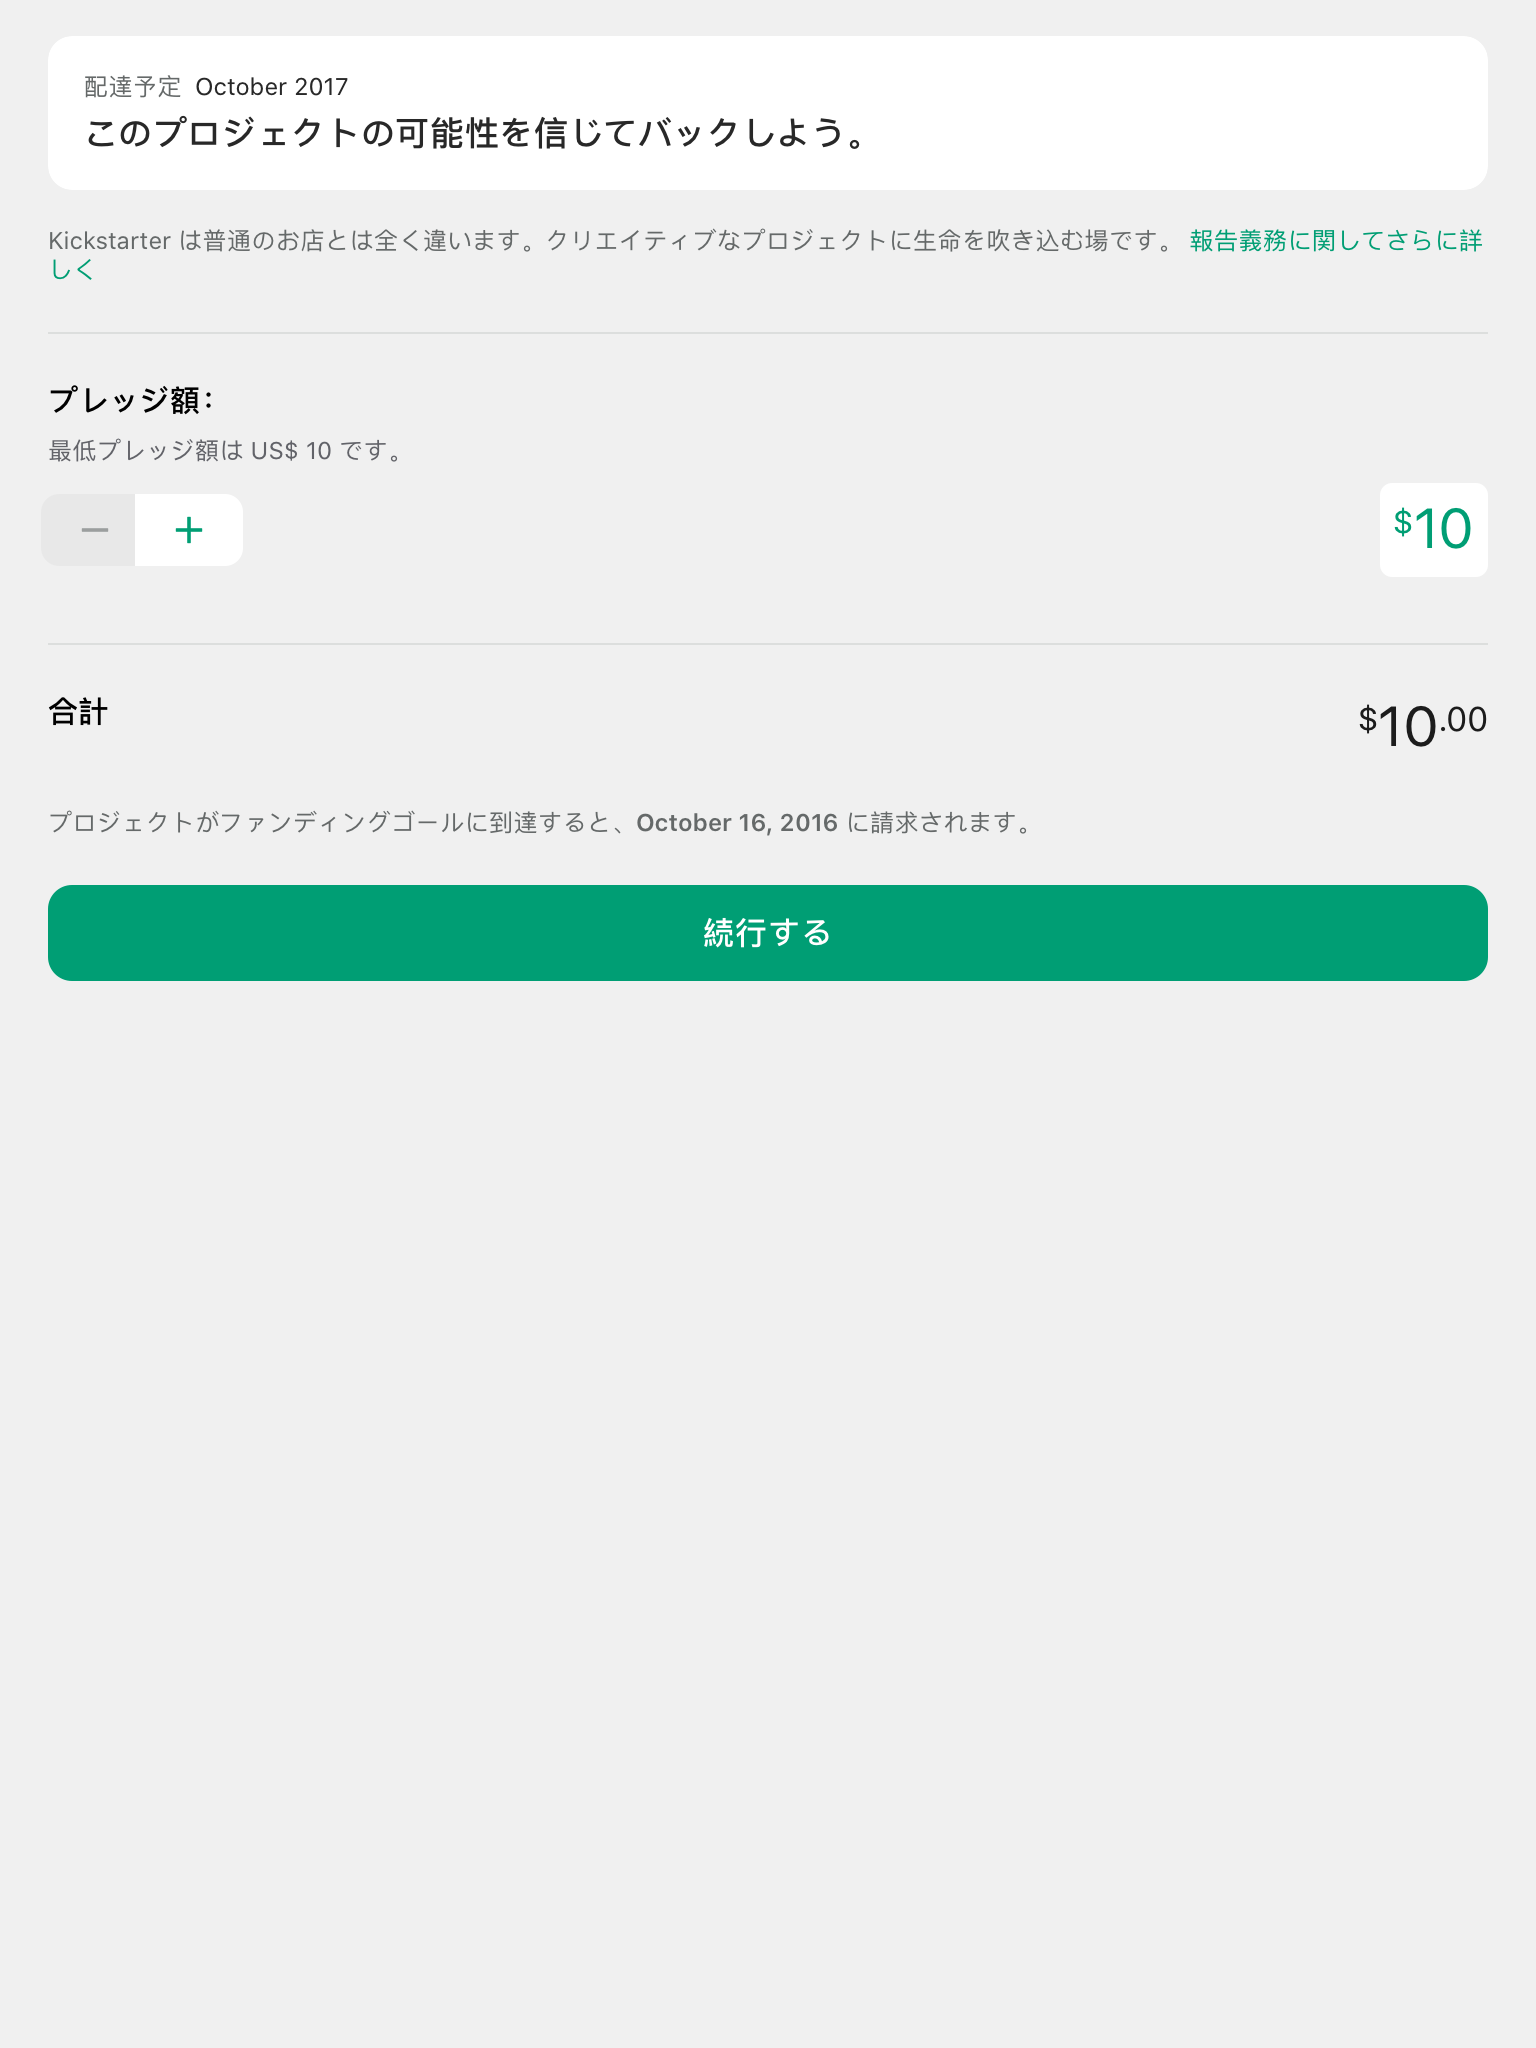 配達予定 October 2017
このプロジェクトの可能性を信じてバックしよう。
Kickstarter は普通のお店とは全く違います。クリエイティブなプロジェクトに生命を吹き込む場です。 報告義務に関してさらに詳
しく
プレッジ額:
最低プレッジ額は US$ 10 です。
$10
合計
$10.00
プロジェクトがファンディングゴールに到達すると、October 16, 2016 に請求されます。
続行する